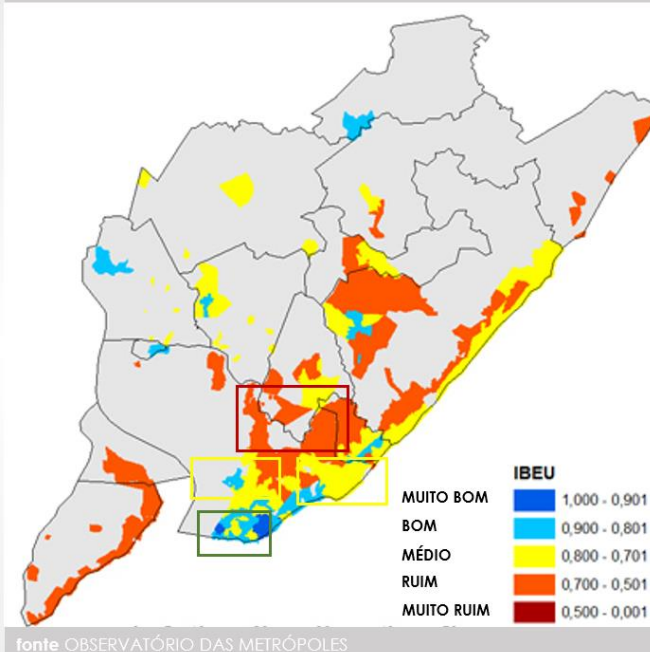 IBEU
MUITO BOM 1,000 - 0,901
BOM 0,900 - 0,801
MÉDIO 0,800 - 0,701
RUIM 0,700 - 0,501
MUITO RUIM 0,500 - 0,001
fonte OBSERVATÓRIO DAS METRÓPOLES